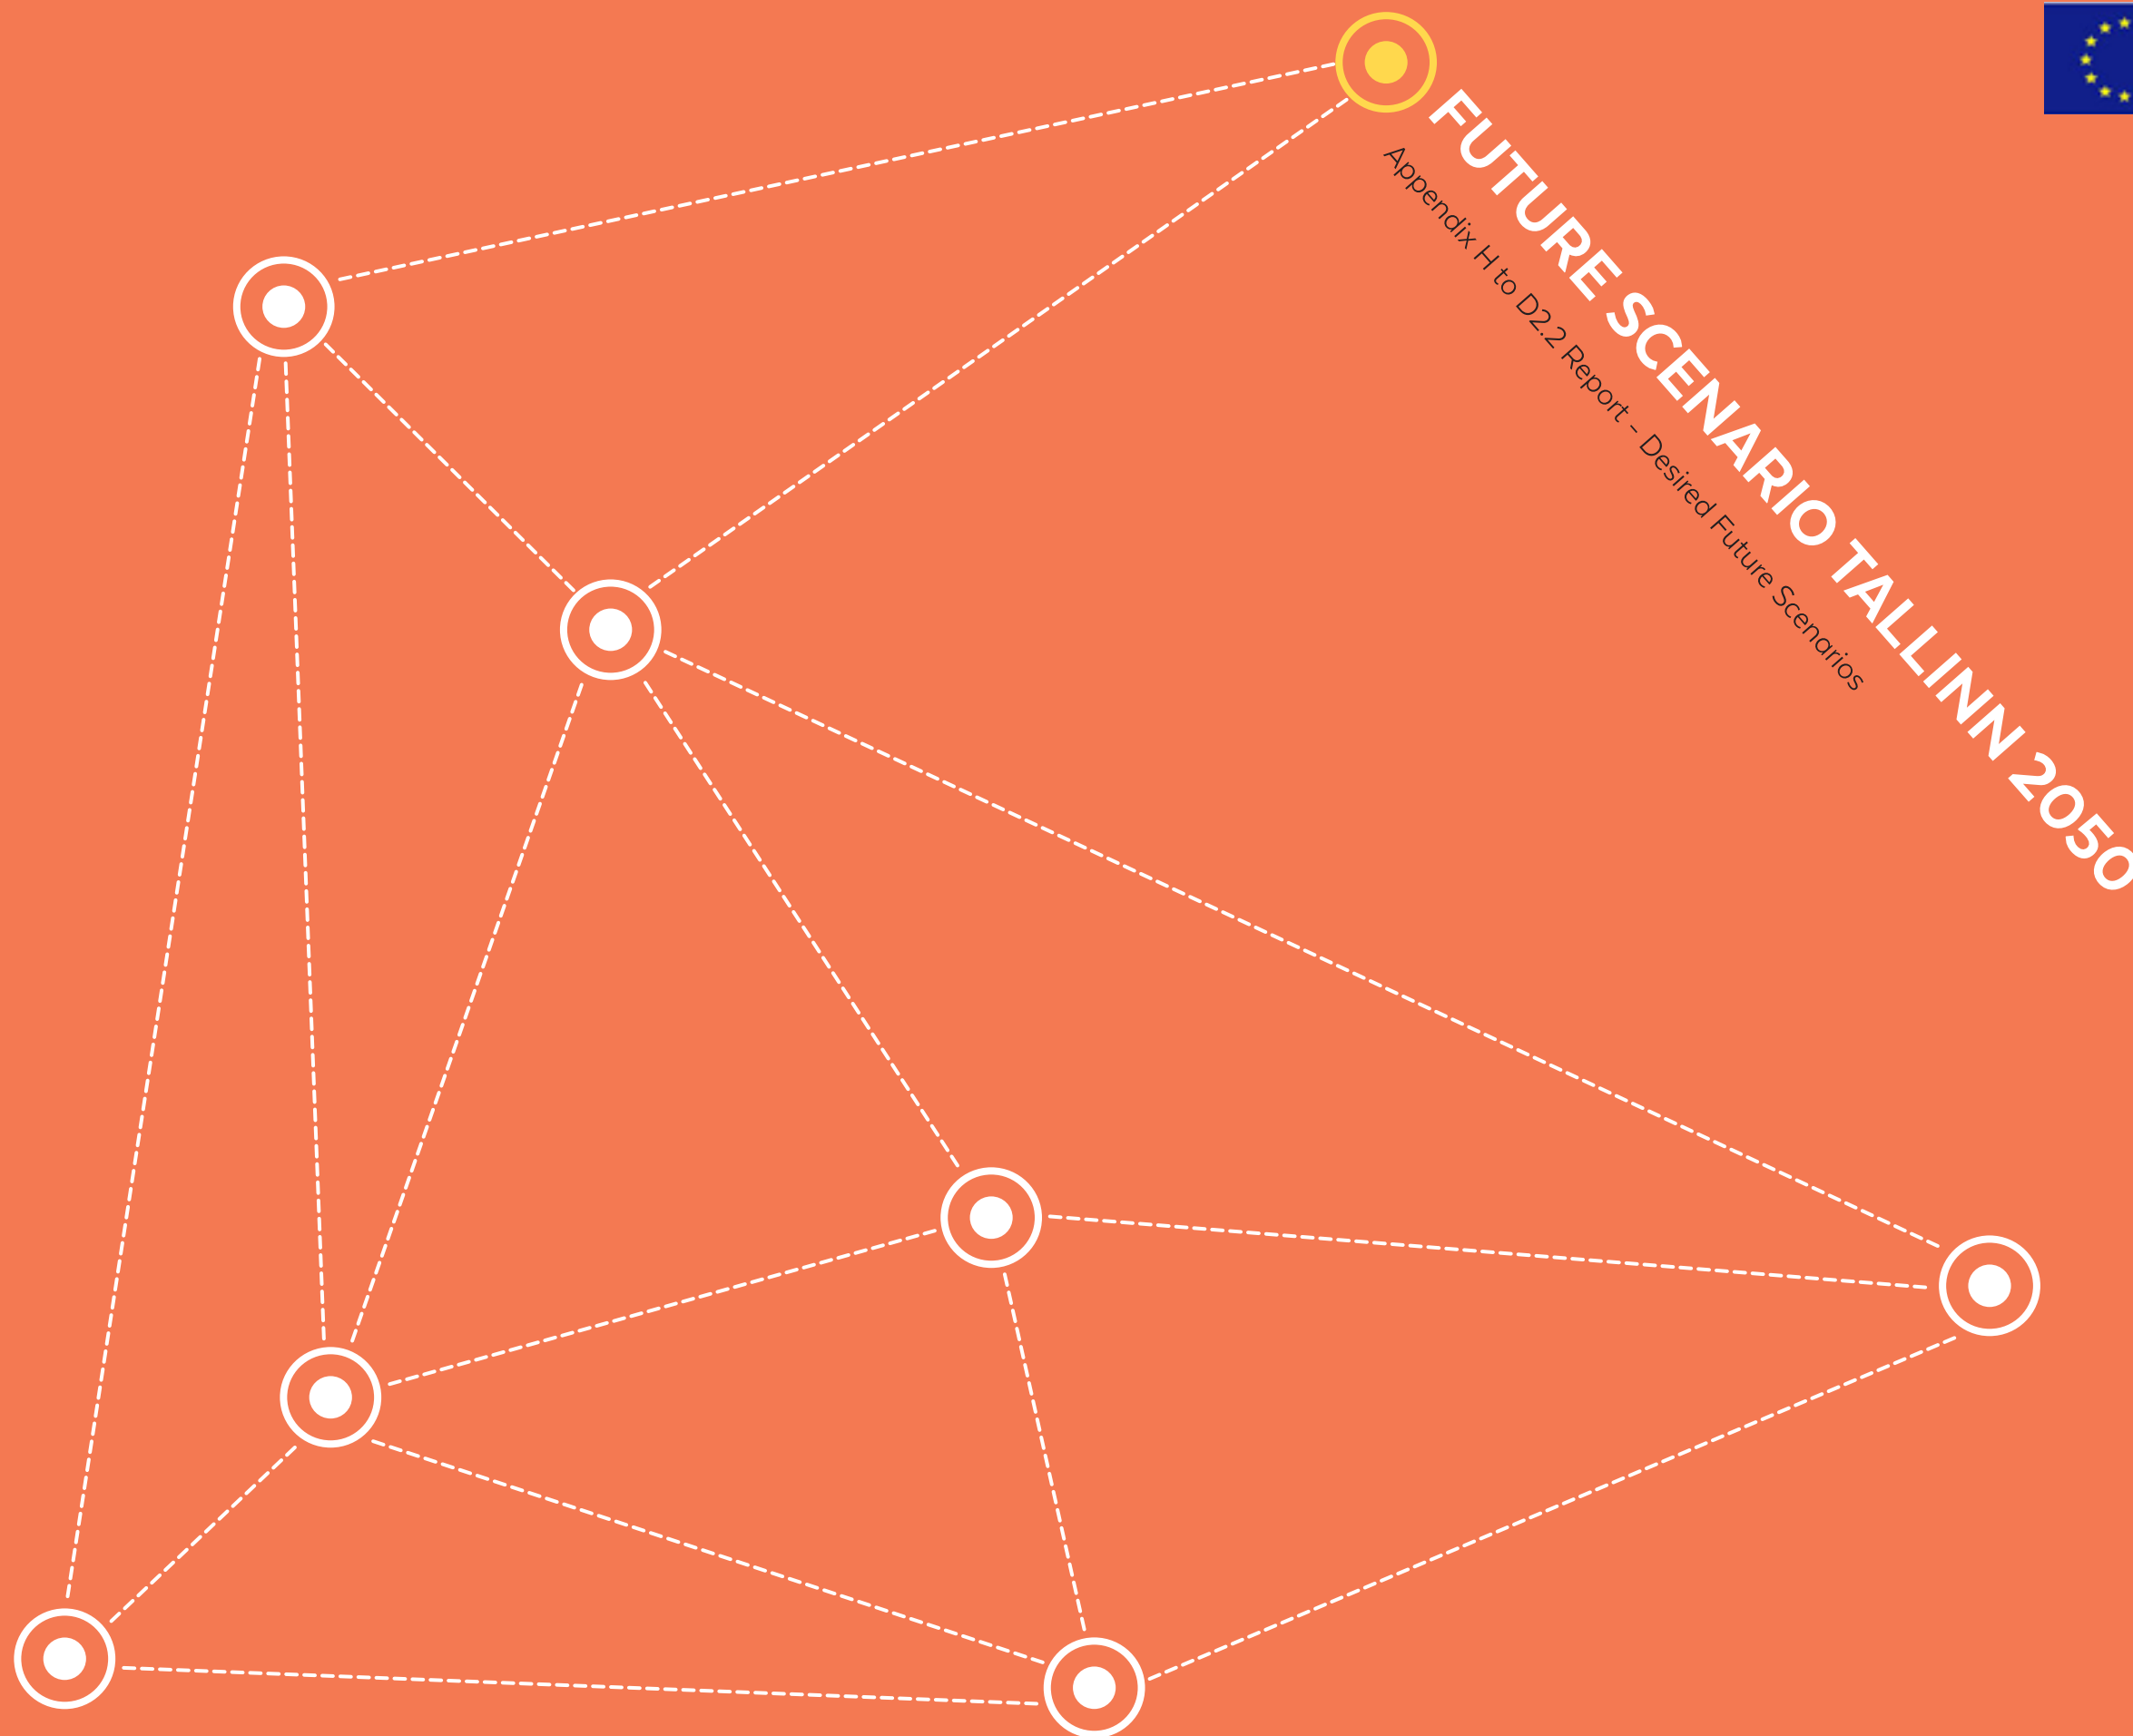 FUTURE SCENARIO TALLINN 2050
Appendix H to D2.2 Report - Desired Future Scenarios